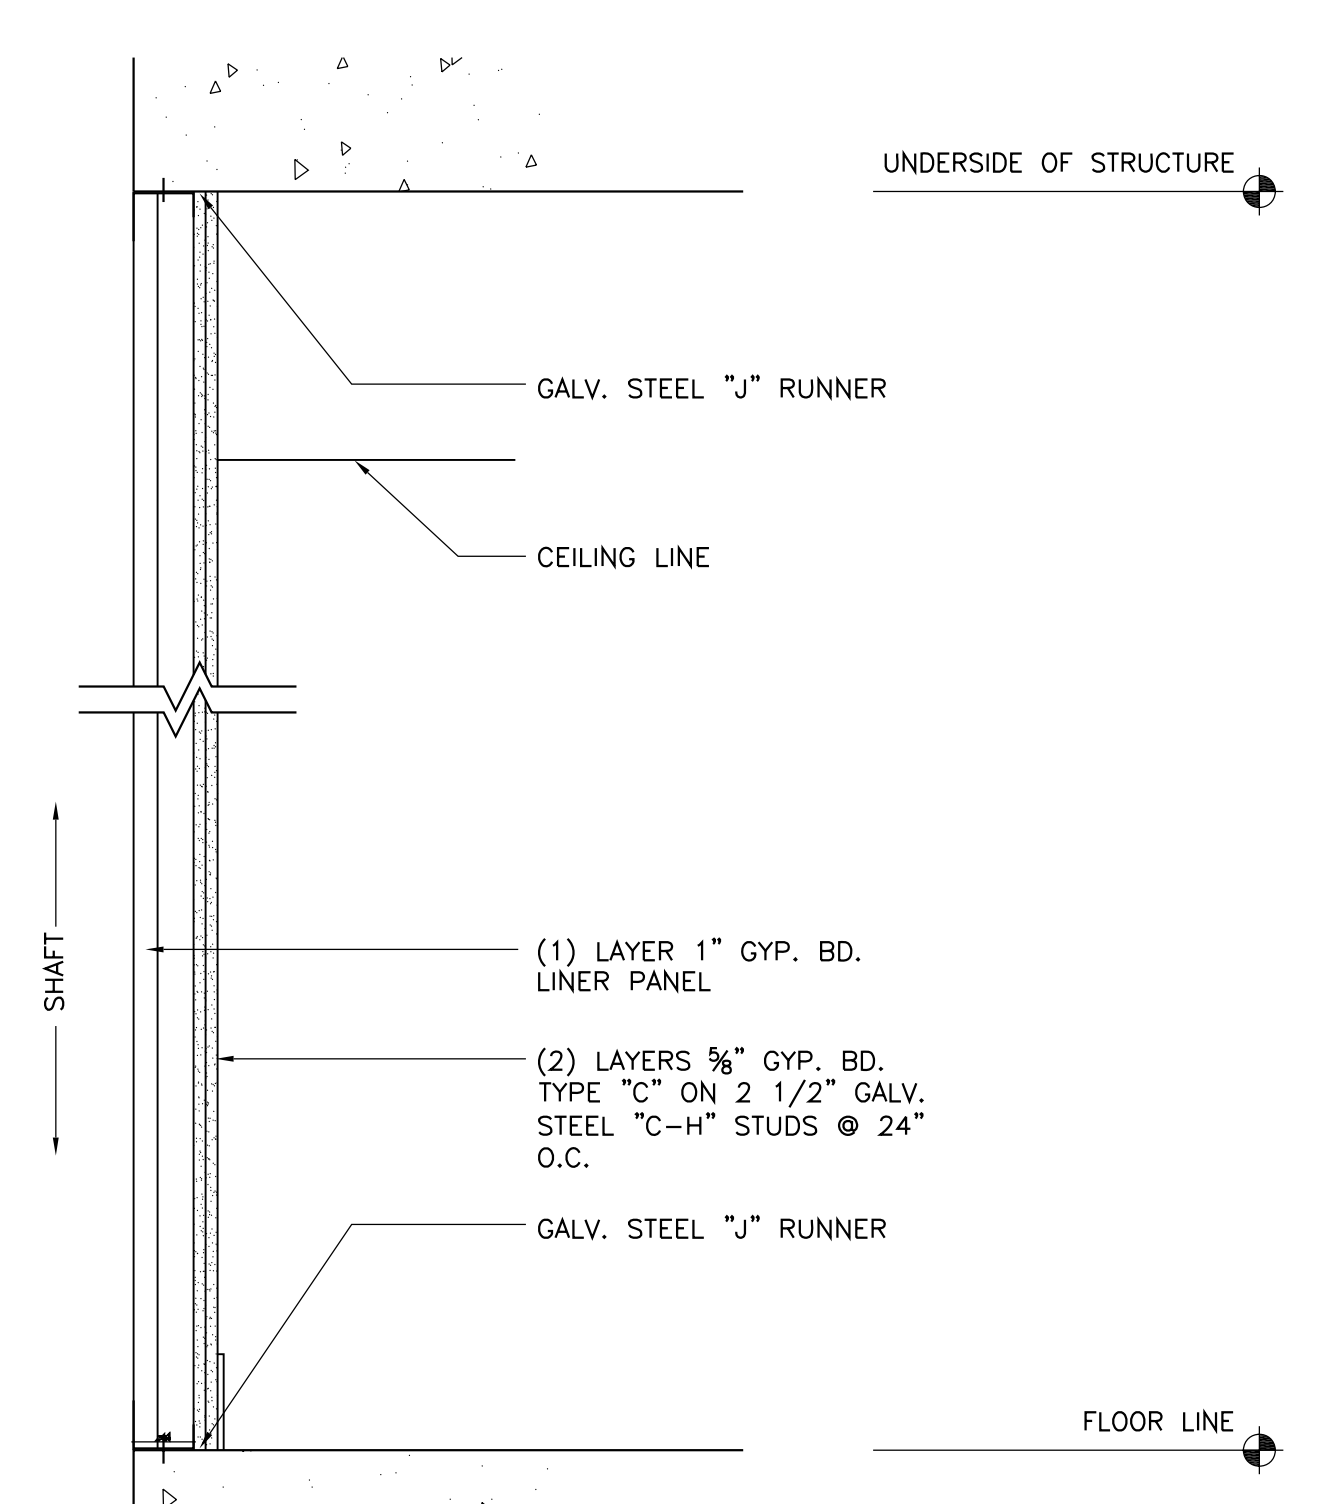 UNDERSIDE OF STRUCTURE
GALV. STEEL "J" RUNNER
CEILING LINE
SHAFT
(1) LAYER 1" GYP. BD.
LINER PANEL
(2) LAYERS ⅝" GYP. BD.
TYPE "C" ON 2 1/2" GALV.
STEEL "C-H" STUDS @ 24"
O.C.
GALV. STEEL "J" RUNNER
FLOOR LINE